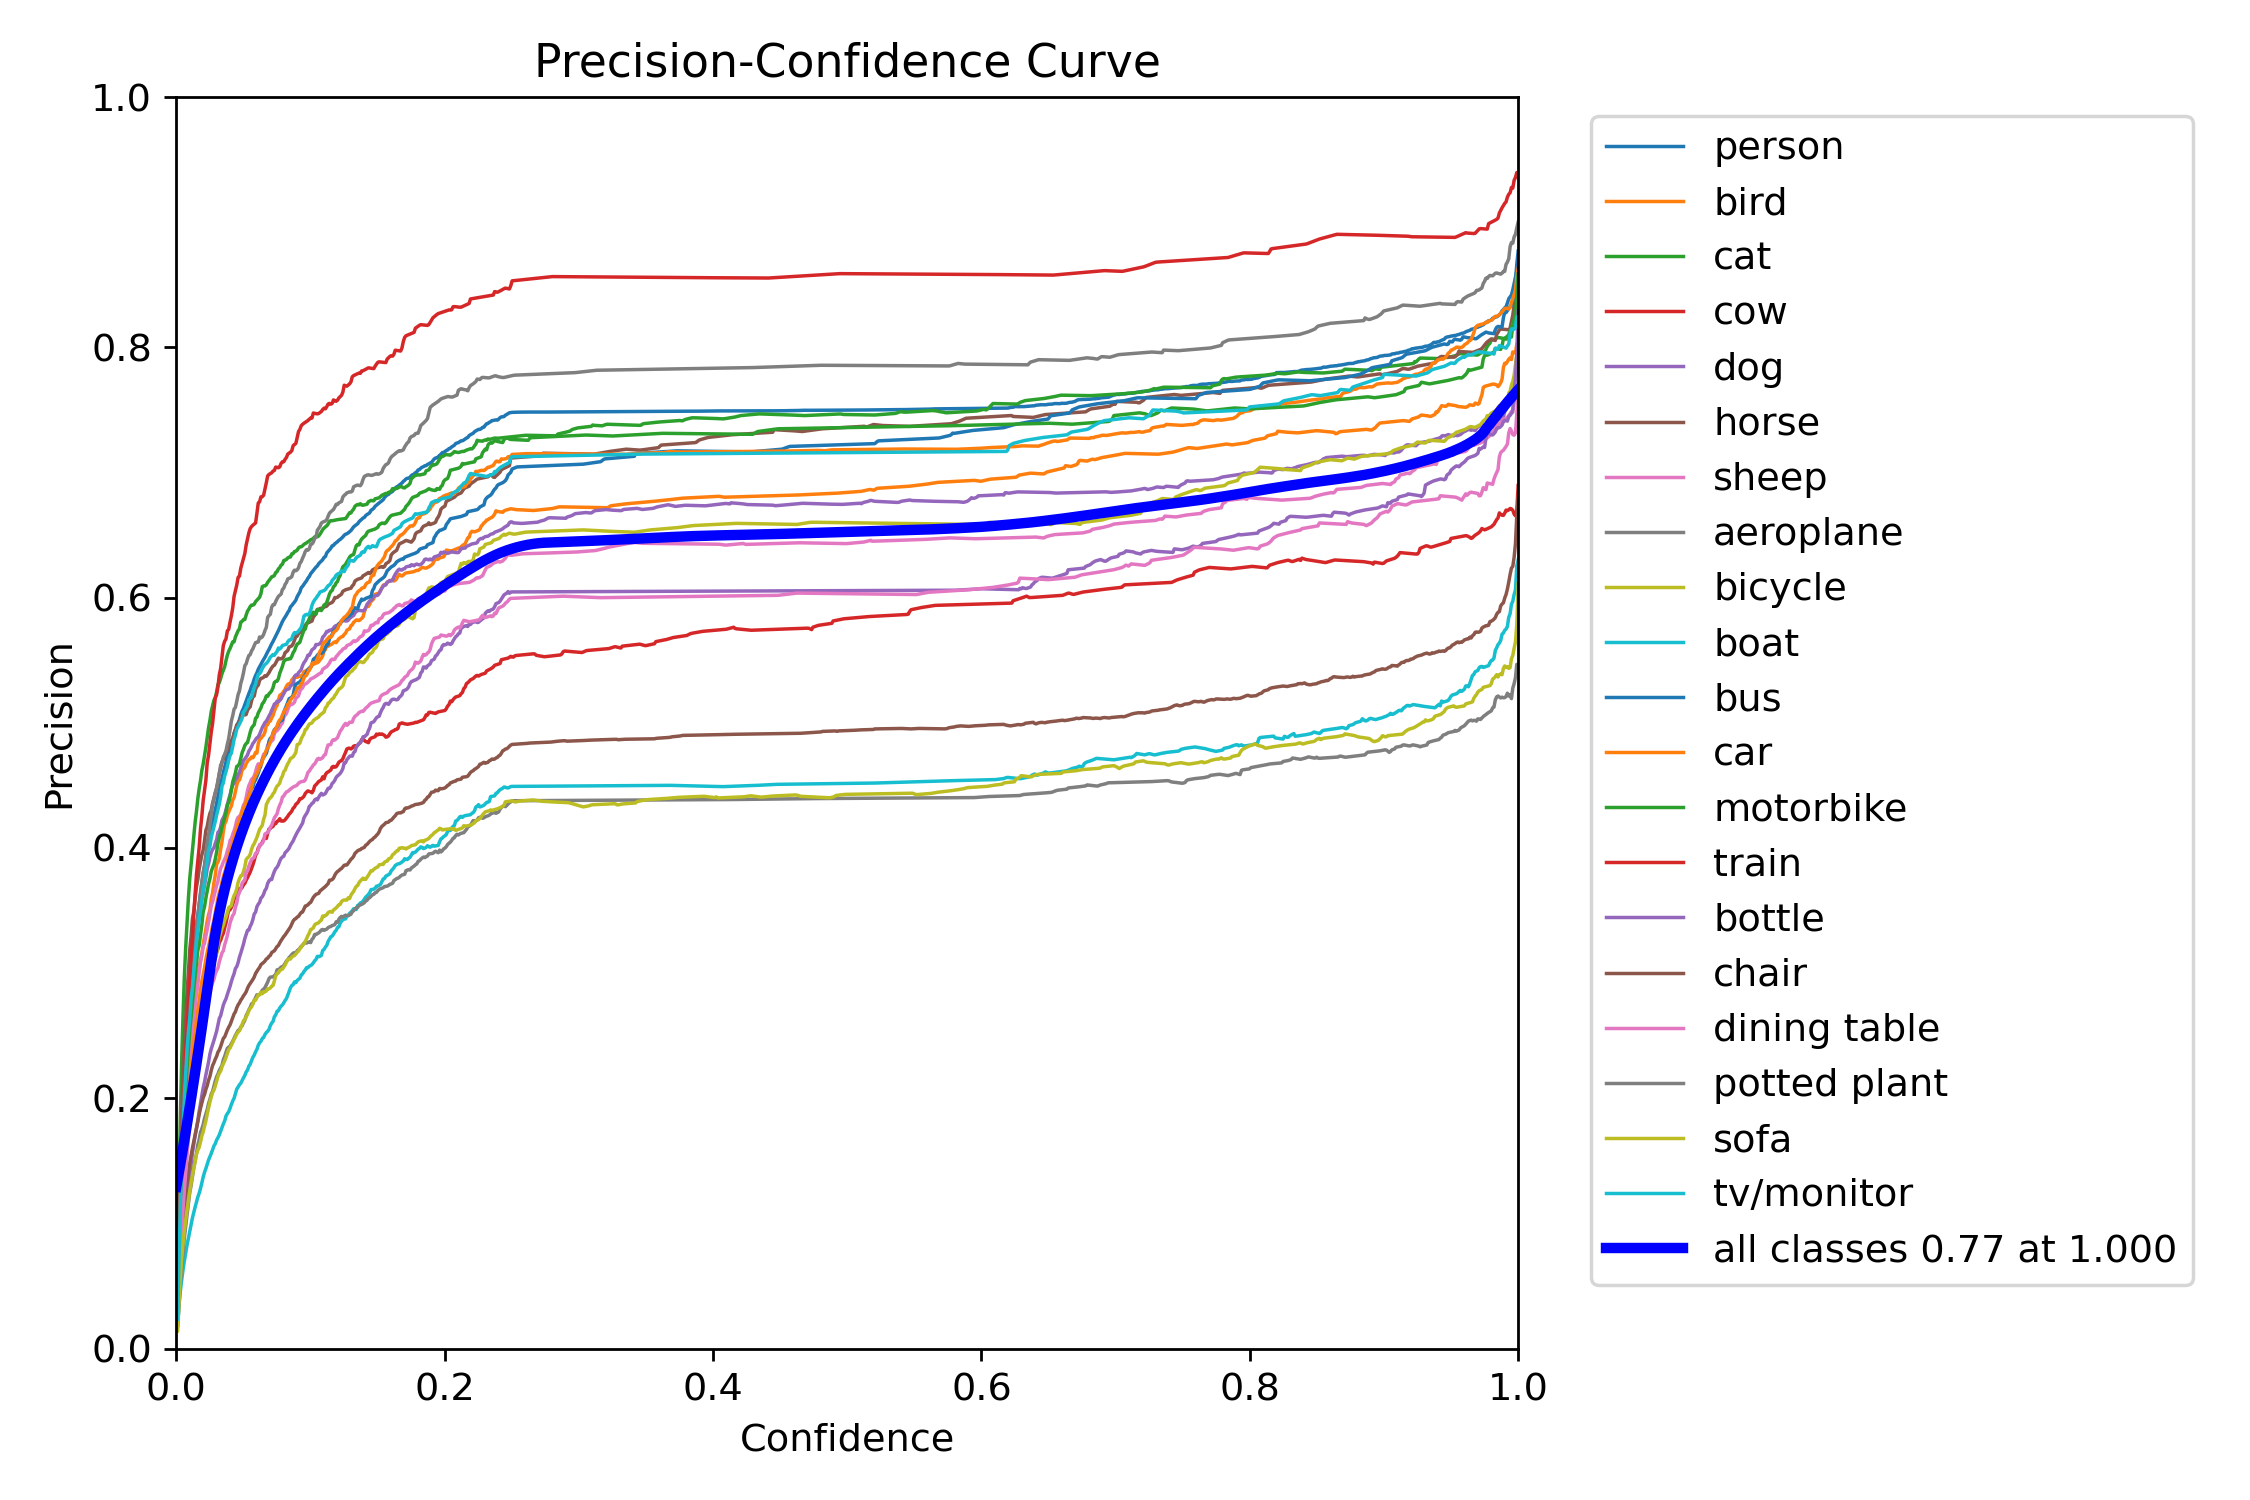 Precision-Confidence Curve
1.0
0.8
0.6
0.4
0.2
0.0
Precision
0.0 0.2 0.4 0.6 0.8 1.0
Confidence
person
bird
cat
cow
dog
horse
sheep
aeroplane
bicycle
boat
bus
car
motorbike
train
bottle
chair
dining table
potted plant
sofa
tv/monitor
all classes 0.77 at 1.000